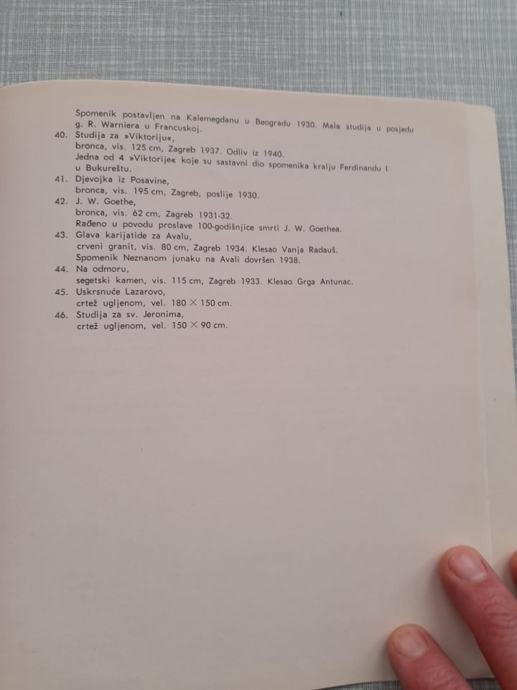 Spomenik postavljen na Kalemegdanu u Beogradu 1930. Mala studija u posjedu
g. R. Warniera u Francuskoj.
40. Studija za »Viktoriju«,
bronca, vis. 125 cm, Zagreb 1937. Odliv iz 1940.
Jedna od 4 »Viktorije« koje su sastavni dio spomenika kralju Ferdinandu I
u Bukureštu.
41. Djevojka iz Posavine,
bronca, vis. 195 cm, Zagreb, poslije 1930.
42. J. W. Goethe,
bronca, vis. 62 cm, Zagreb 1931-32.
Rađeno u povodu proslave 100-godišnjice smrti J. W. Goethea.
43. Glava karijatide za Avalu,
crveni granit, vis. 80 cm, Zagreb 1934. Klesao Vanja Radauš.
Spomenik Neznanom junaku na Avali dovršen 1938.
44. Na odmoru,
segetski kamen, vis. 115 cm, Zagreb 1933. Klesao Grga Antunac.
45. Uskrsnuće Lazarovo,
crtež ugljenom, vel. 180 × 150 cm.
46. Studija za sv. Jeronima,
crtež ugljenom, vel. 150 × 90 cm.